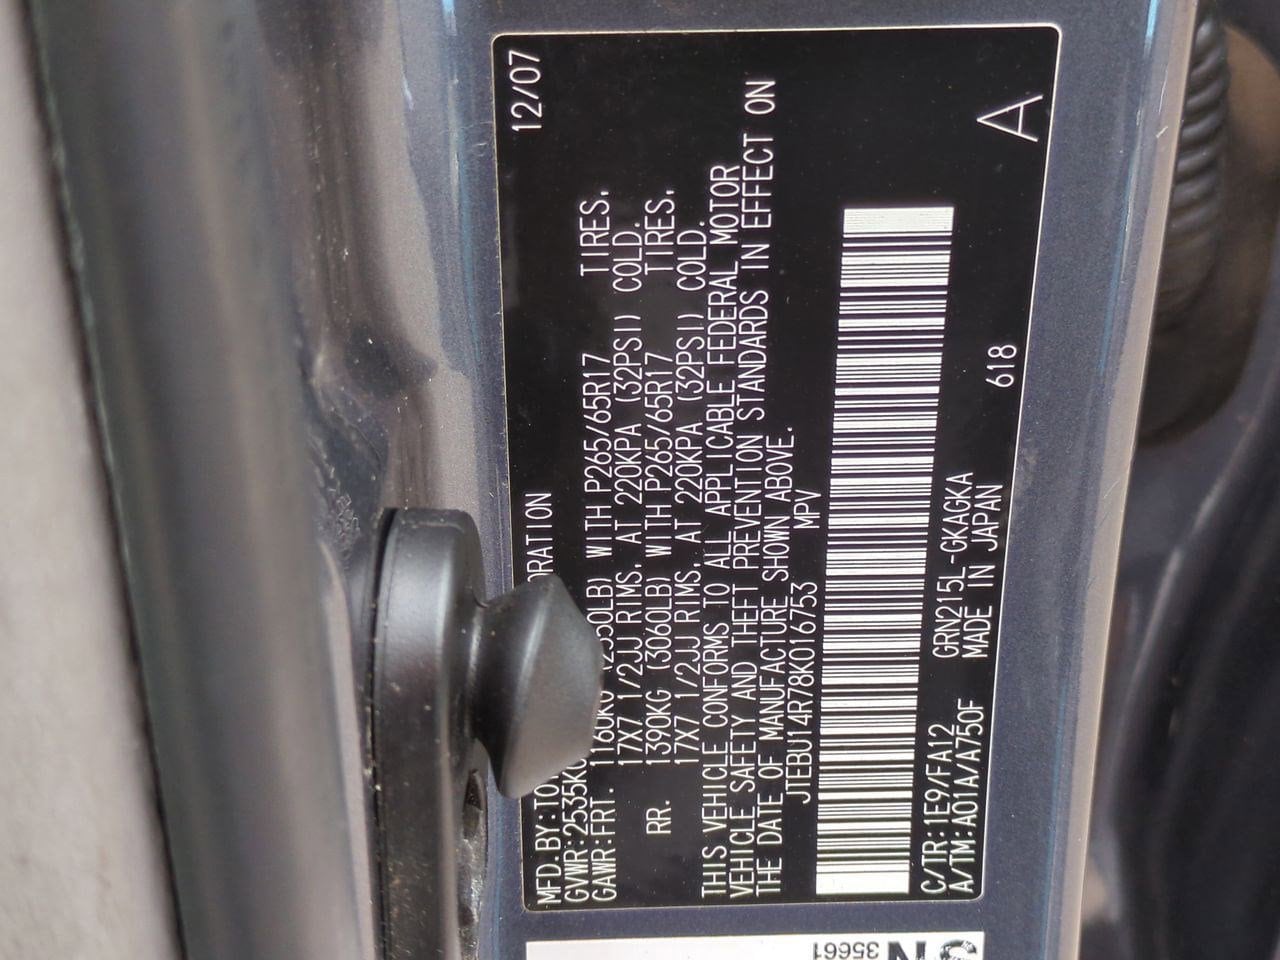 MFD.BY:TO ORATION 12/07
GVWR:2535K
GAWR:FRT. 1160KG (2550LB) WITH P265/65R17 TIRES,
17X7 1/2JJ RIMS, AT 220KPA (32PSI) COLD.
RR. 1390KG (3060LB) WITH P265/65R17 TIRES,
17X7 1/2JJ RIMS, AT 220KPA (32PSI) COLD.
THIS VEHICLE CONFORMS TO ALL APPLICABLE FEDERAL MOTOR
VEHICLE SAFETY AND THEFT PREVENTION STANDARDS IN EFFECT ON
THE DATE OF MANUFACTURE SHOWN ABOVE.
JTEBU14R78K016753 MPV
C/TR:1E9/FA12 GRN215L-GKAGKA 618 A
A/TM:A01A/A750F MADE IN JAPAN
35661